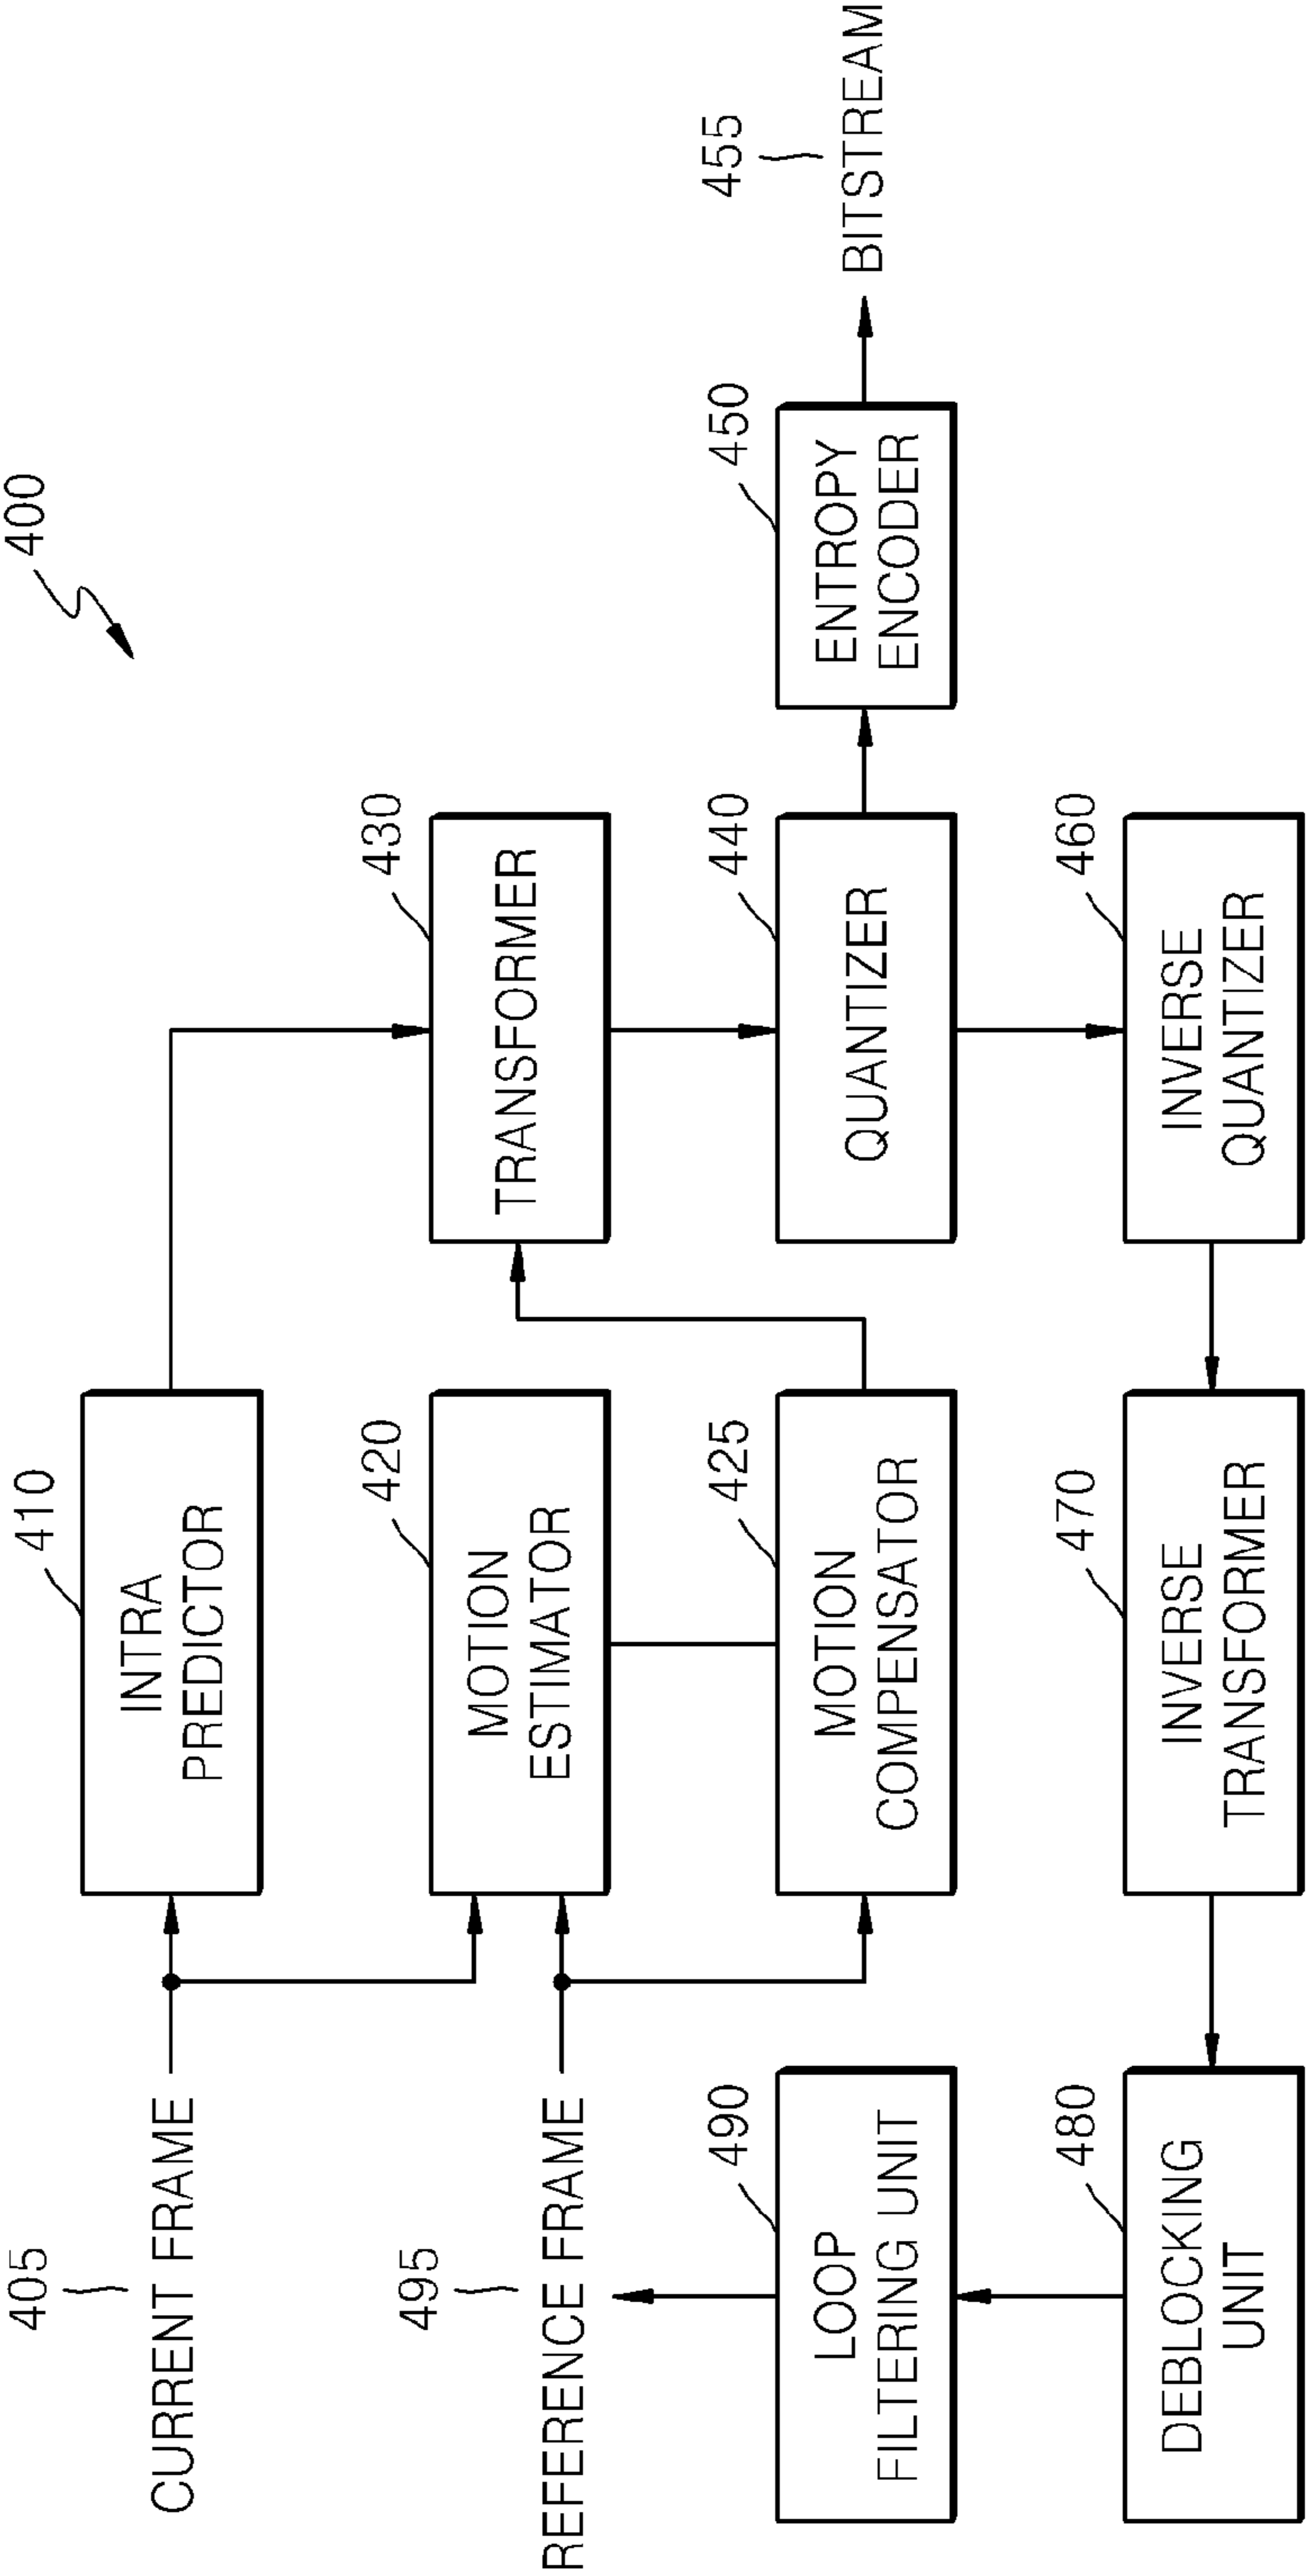 400
405
CURRENT FRAME
410
INTRA
PREDICTOR
495
REFERENCE FRAME
420
MOTION
ESTIMATOR
430
TRANSFORMER
490
LOOP
FILTERING UNIT
425
MOTION
COMPENSATOR
440
QUANTIZER
450
ENTROPY
ENCODER
455
BITSTREAM
480
DEBLOCKING
UNIT
470
INVERSE
TRANSFORMER
460
INVERSE
QUANTIZER